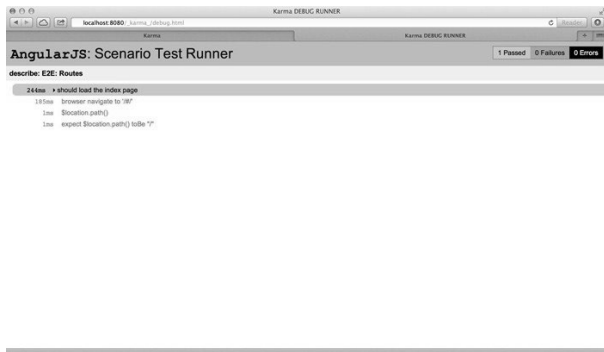 Karma DEBUG RUNNER
localhost:8080/_karma_/debug.html
Reader
Karma
Karma DEBUG RUNNER
AngularJS: Scenario Test Runner
1 Passed
0 Failures
0 Errors
describe: E2E: Routes
244ms should load the index page
185ms browser navigate to '/#/'
1ms $location.path()
1ms expect $location.path() toBe "/"